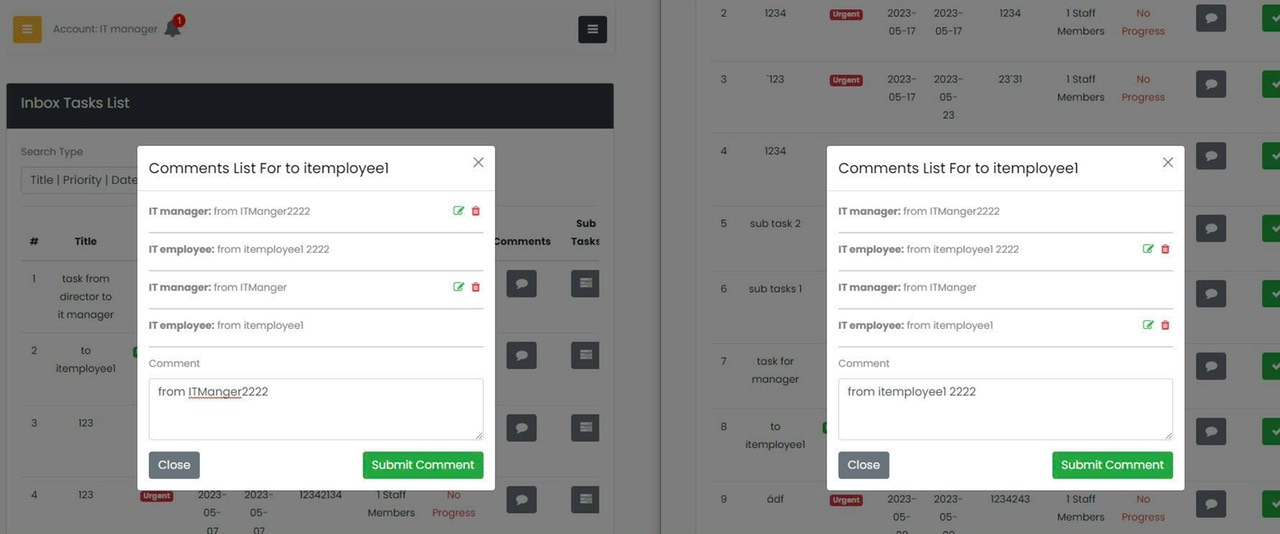 Account: IT manager
1
Inbox Tasks List
Search Type
Title | Priority | Date
# Title Comments Sub Tasks
1 task from director to it manager
2 to itemployee1
3 123
4 123 Urgent 2023-05-07 2023-05-07 12342134 1 Staff Members No Progress
Comments List For to itemployee1
IT manager: from ITManger2222
IT employee: from itemployee1 2222
IT manager: from ITManger
IT employee: from itemployee1
Comment
from ITManger2222
Close Submit Comment
2 1234 Urgent 2023-05-17 2023-05-17 1234 1 Staff Members No Progress
3 `123 Urgent 2023-05-17 2023-05-23 23`31 1 Staff Members No Progress
4 1234
5 sub task 2
6 sub tasks 1
7 task for manager
8 to itemployee1
9 ádf Urgent 2023-05- 2023-05- 1234243 1 Staff Members No Progress
Comments List For to itemployee1
IT manager: from ITManger2222
IT employee: from itemployee1 2222
IT manager: from ITManger
IT employee: from itemployee1
Comment
from itemployee1 2222
Close Submit Comment